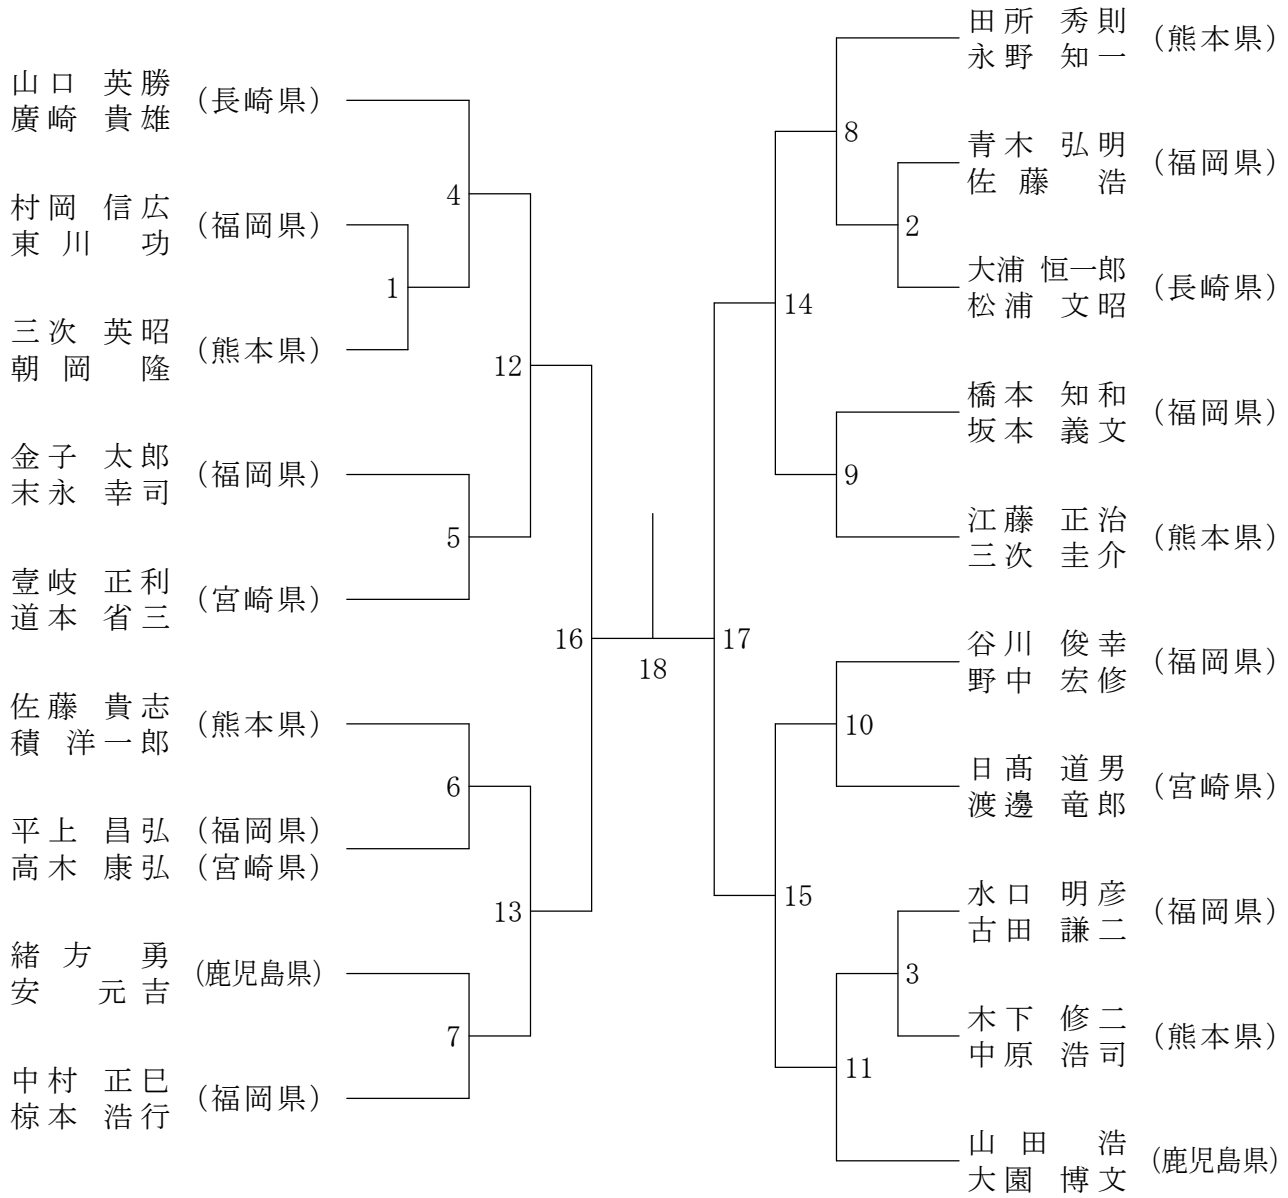 山口 英勝
廣崎 貴雄
(長崎県)
村岡 信広
東川 功
(福岡県)
三次 英昭
朝岡 隆
(熊本県)
金子 太郎
末永 幸司
(福岡県)
壹岐 正利
道本 省三
(宮崎県)
佐藤 貴志
積 洋一郎
(熊本県)
平上 昌弘 (福岡県)
高木 康弘 (宮崎県)
緒方 勇
安 元吉
(鹿児島県)
中村 正巳
椋本 浩行
(福岡県)
4
1
12
5
16
6
13
7
18
17
14
8
2
9
10
15
3
11
田所 秀則
永野 知一
(熊本県)
青木 弘明
佐藤 浩
(福岡県)
大浦 恒一郎
松浦 文昭
(長崎県)
橋本 知和
坂本 義文
(福岡県)
江藤 正治
三次 圭介
(熊本県)
谷川 俊幸
野中 宏修
(福岡県)
日髙 道男
渡邊 竜郎
(宮崎県)
水口 明彦
古田 謙二
(福岡県)
木下 修二
中原 浩司
(熊本県)
山田 浩
大園 博文
(鹿児島県)